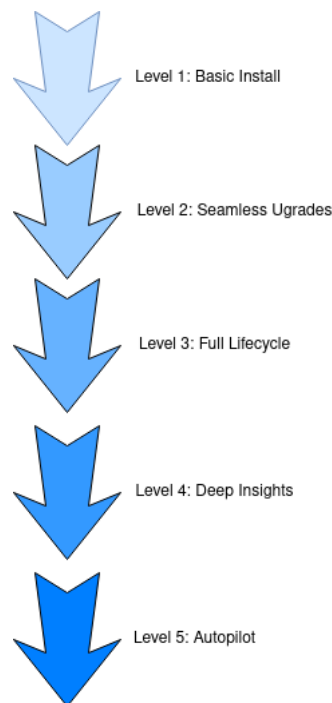 Level 1: Basic Install
Level 2: Seamless Ugrades
Level 3: Full Lifecycle
Level 4: Deep Insights
Level 5: Autopilot